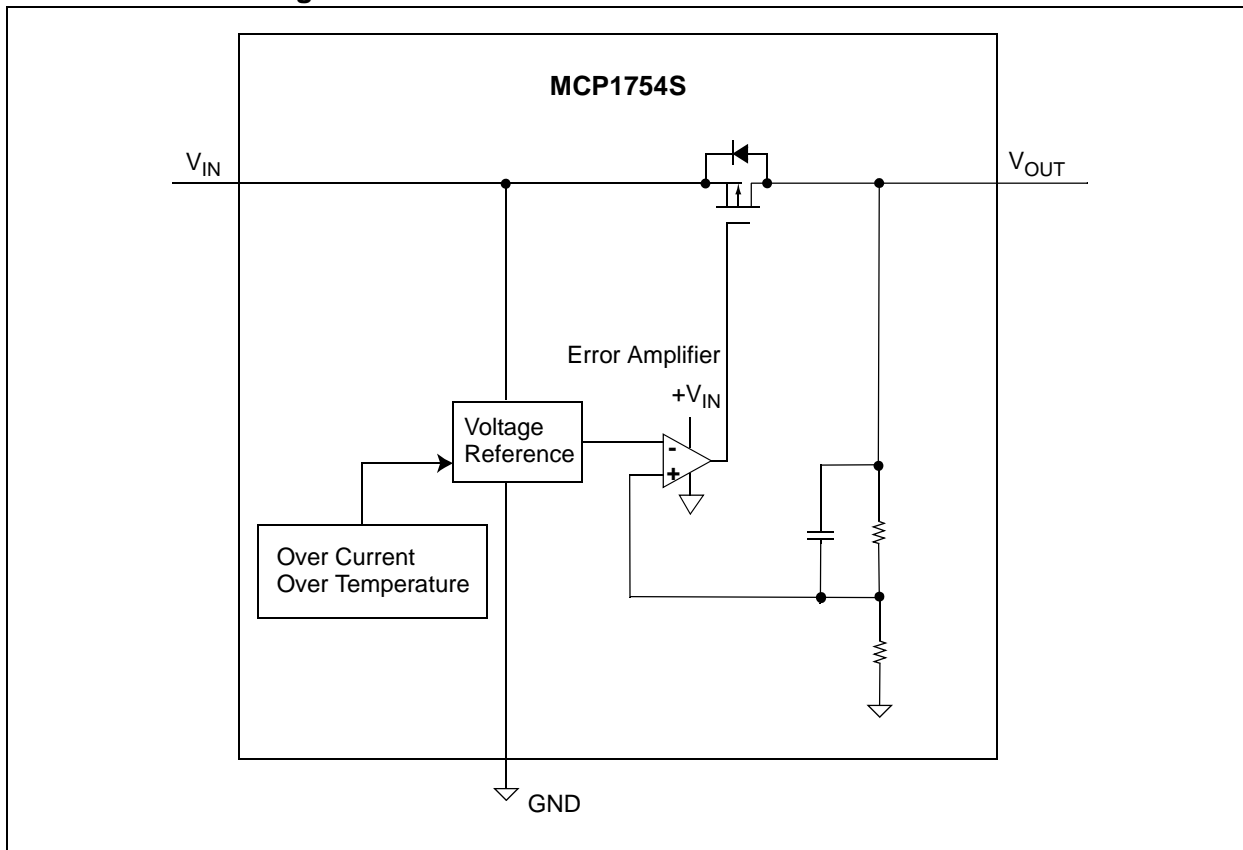 MCP1754S
VIN
VOUT
Error Amplifier
+VIN
Voltage
Reference
-
+
Over Current
Over Temperature
GND